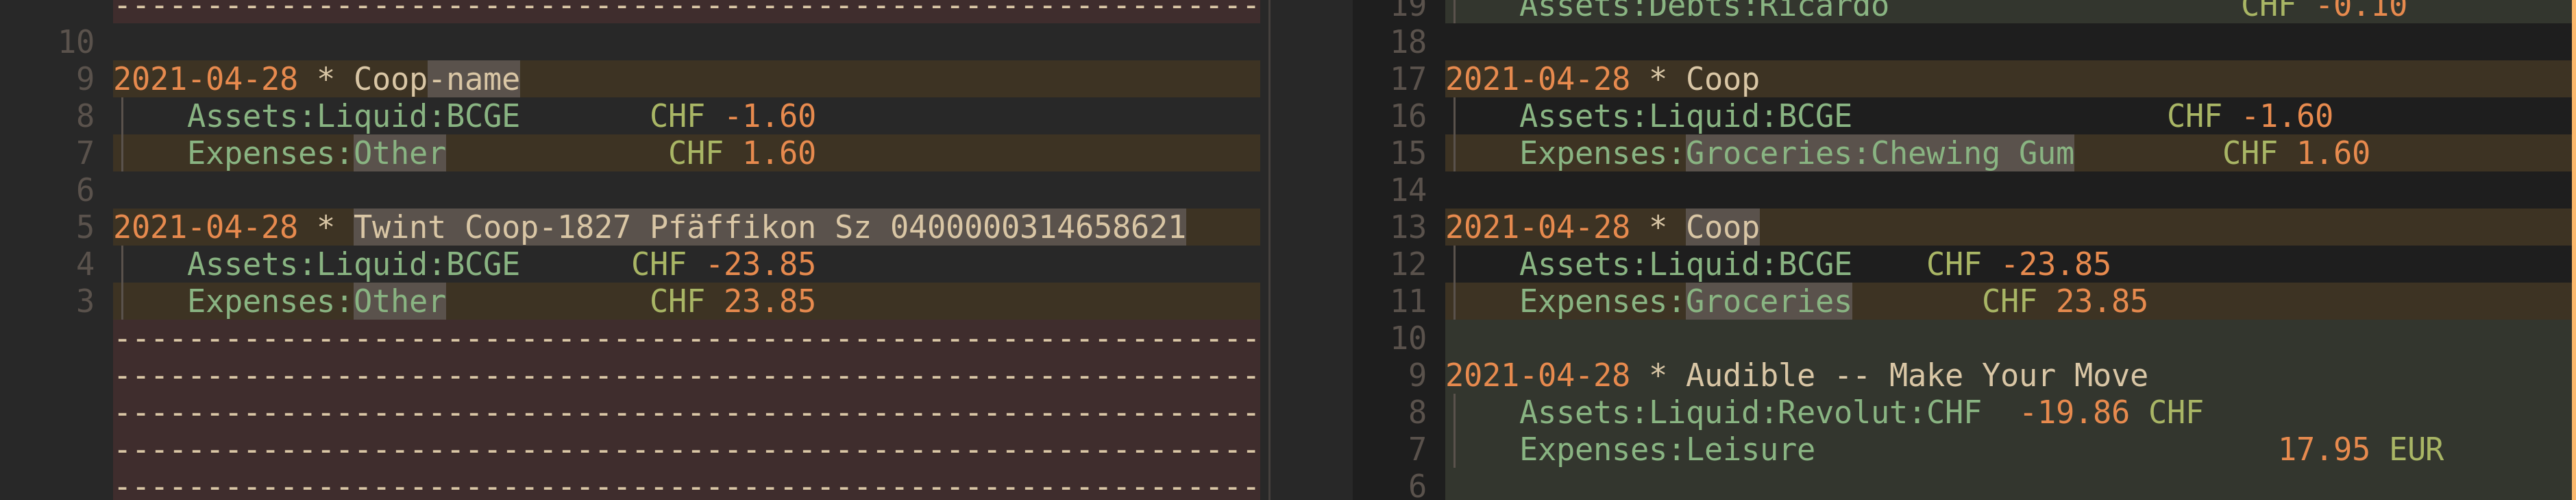 10
9 2021-04-28 * Coop-name
8 Assets:Liquid:BCGE CHF -1.60
7 Expenses:Other CHF 1.60
6
5 2021-04-28 * Twint Coop-1827 Pfäffikon Sz 0400000314658621
4 Assets:Liquid:BCGE CHF -23.85
3 Expenses:Other CHF 23.85
19 Assets:Debts:Ricardo CHF -0.10
18
17 2021-04-28 * Coop
16 Assets:Liquid:BCGE CHF -1.60
15 Expenses:Groceries:Chewing Gum CHF 1.60
14
13 2021-04-28 * Coop
12 Assets:Liquid:BCGE CHF -23.85
11 Expenses:Groceries CHF 23.85
10
9 2021-04-28 * Audible -- Make Your Move
8 Assets:Liquid:Revolut:CHF -19.86 CHF
7 Expenses:Leisure 17.95 EUR
6